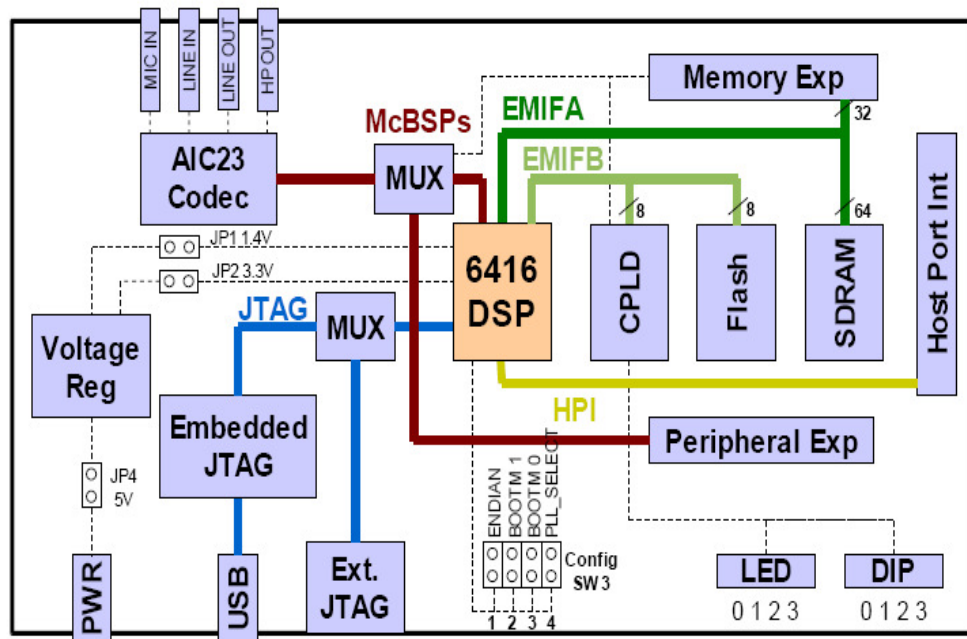 MIC IN
LINE IN
LINE OUT
HP OUT
Memory Exp
EMIFA
32
McBSPs
AIC23
Codec
MUX
EMIFB
8
8
64
Host Port Int
JP1 1.4V
JP2 3.3V
6416
DSP
CPLD
Flash
SDRAM
JTAG
MUX
Voltage
Reg
HPI
Embedded
JTAG
Peripheral Exp
JP4
5V
ENDIAN
BOOTM 1
BOOTM 0
PLL_SELECT
Config
SW3
1 2 3 4
PWR
USB
Ext.
JTAG
LED
0 1 2 3
DIP
0 1 2 3